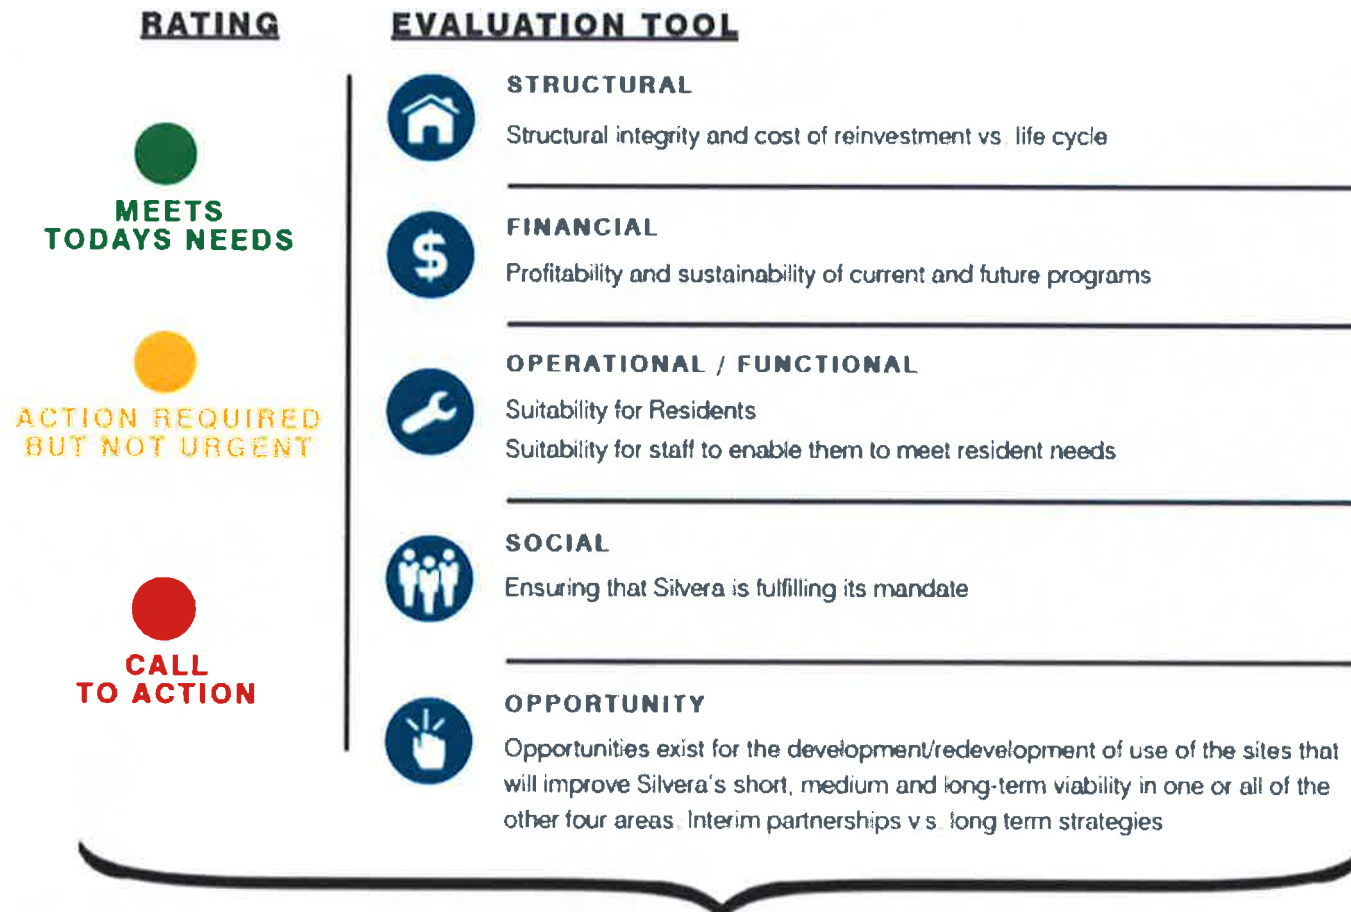 RATING
EVALUATION TOOL
MEETS
TODAYS NEEDS
ACTION REQUIRED
BUT NOT URGENT
CALL
TO ACTION
STRUCTURAL
Structural integrity and cost of reinvestment vs. life cycle
$
FINANCIAL
Profitability and sustainability of current and future programs
OPERATIONAL / FUNCTIONAL
Suitability for Residents
Suitability for staff to enable them to meet resident needs
SOCIAL
Ensuring that Silvera is fulfilling its mandate
OPPORTUNITY
Opportunities exist for the development/redevelopment of use of the sites that
will improve Silvera's short, medium and long-term viability in one or all of the
other four areas. Interim partnerships v.s. long term strategies